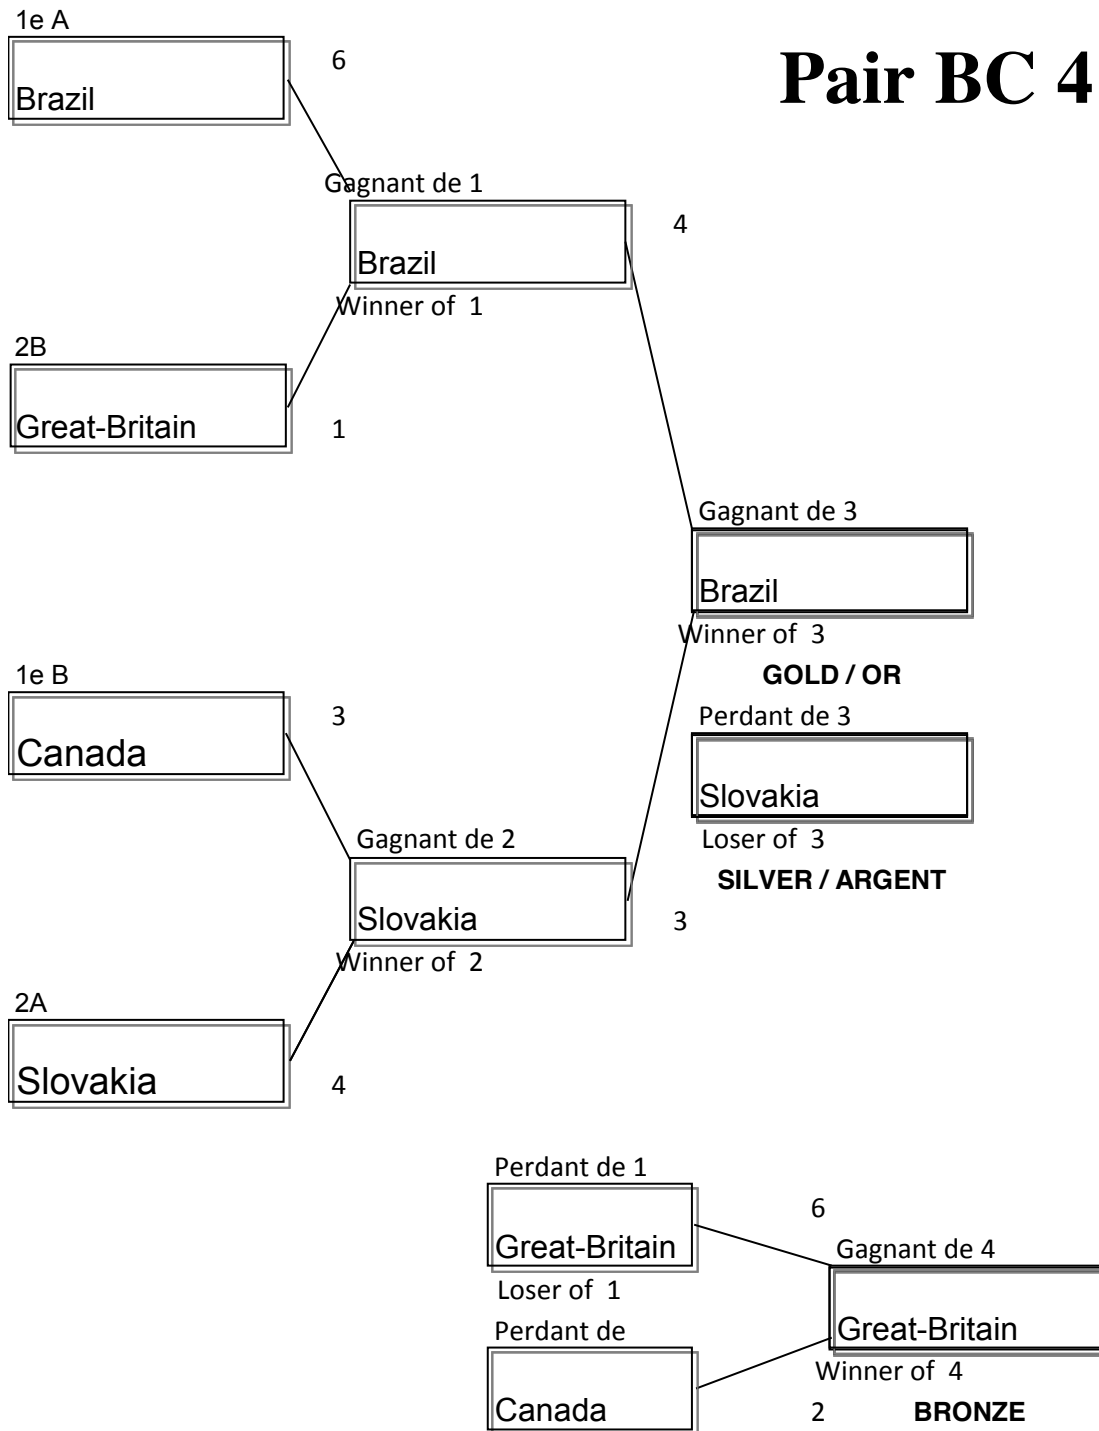 1e A
6
Pair BC 4
Brazil
Gagnant de 1
4
Brazil
Winner of  1
2B
Great-Britain
1
Gagnant de 3
Brazil
Winner of  3
GOLD / OR
1e B
3
Canada
Perdant de 3
Slovakia
Loser of  3
SILVER / ARGENT
Gagnant de 2
Slovakia
3
Winner of  2
2A
Slovakia
4
Perdant de 1
6
Great-Britain
Gagnant de 4
Loser of  1
Great-Britain
Perdant de
Winner of  4
Canada
2
BRONZE